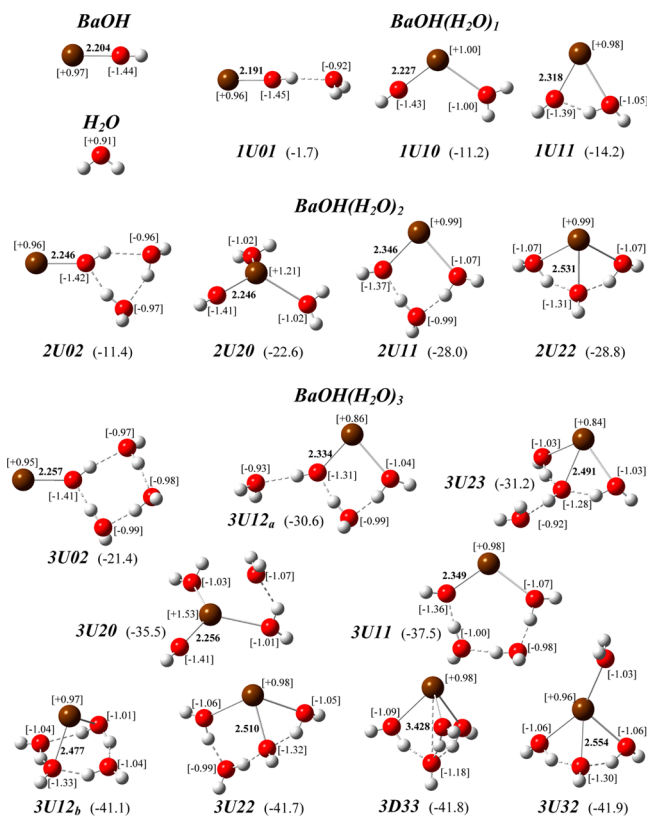 BaOH
2.204
[+0.97] [-1.44]
H₂O
[+0.91]
BaOH(H₂O)₁
2.191
[+0.96] [-1.45] [-0.92]
1U01 (-1.7)
[+1.00]
2.227
[-1.43] [-1.00]
1U10 (-11.2)
[+0.98]
2.318
[-1.39] [-1.05]
1U11 (-14.2)
BaOH(H₂O)₂
[+0.96] 2.246 [-0.96]
[-1.42]
[-0.97]
2U02 (-11.4)
[-1.02]
[+1.21]
2.246
[-1.41] [-1.02]
2U20 (-22.6)
[+0.99]
2.346
[-1.07]
[-1.37]
[-0.99]
2U11 (-28.0)
[+0.99]
[-1.07] [-1.07]
2.531
[-1.31]
2U22 (-28.8)
BaOH(H₂O)₃
[-0.97]
[+0.95] 2.257
[-1.41] [-0.98]
[-0.99]
3U02 (-21.4)
[+0.86]
2.334
[-0.93] [-1.31] [-1.04]
[-0.99]
3U12a (-30.6)
[+0.84]
[-1.03]
2.491 [-1.03]
[-1.28]
[-0.92]
3U23 (-31.2)
[-1.03] [-1.07]
[+1.53]
2.256
[-1.41] [-1.01]
3U20 (-35.5)
[+0.98]
2.349
[-1.07]
[-1.36]
[-1.00] [-0.98]
3U11 (-37.5)
[+0.97]
[-1.01]
[-1.04]
2.477
[-1.04]
[-1.33]
3U12b (-41.1)
[+0.98]
[-1.06] [-1.05]
2.510
[-1.32]
[-0.99]
3U22 (-41.7)
[+0.98]
[-1.09]
3.428
[-1.18]
3D33 (-41.8)
[-1.03]
[+0.96]
[-1.06] [-1.06]
2.554
[-1.30]
3U32 (-41.9)